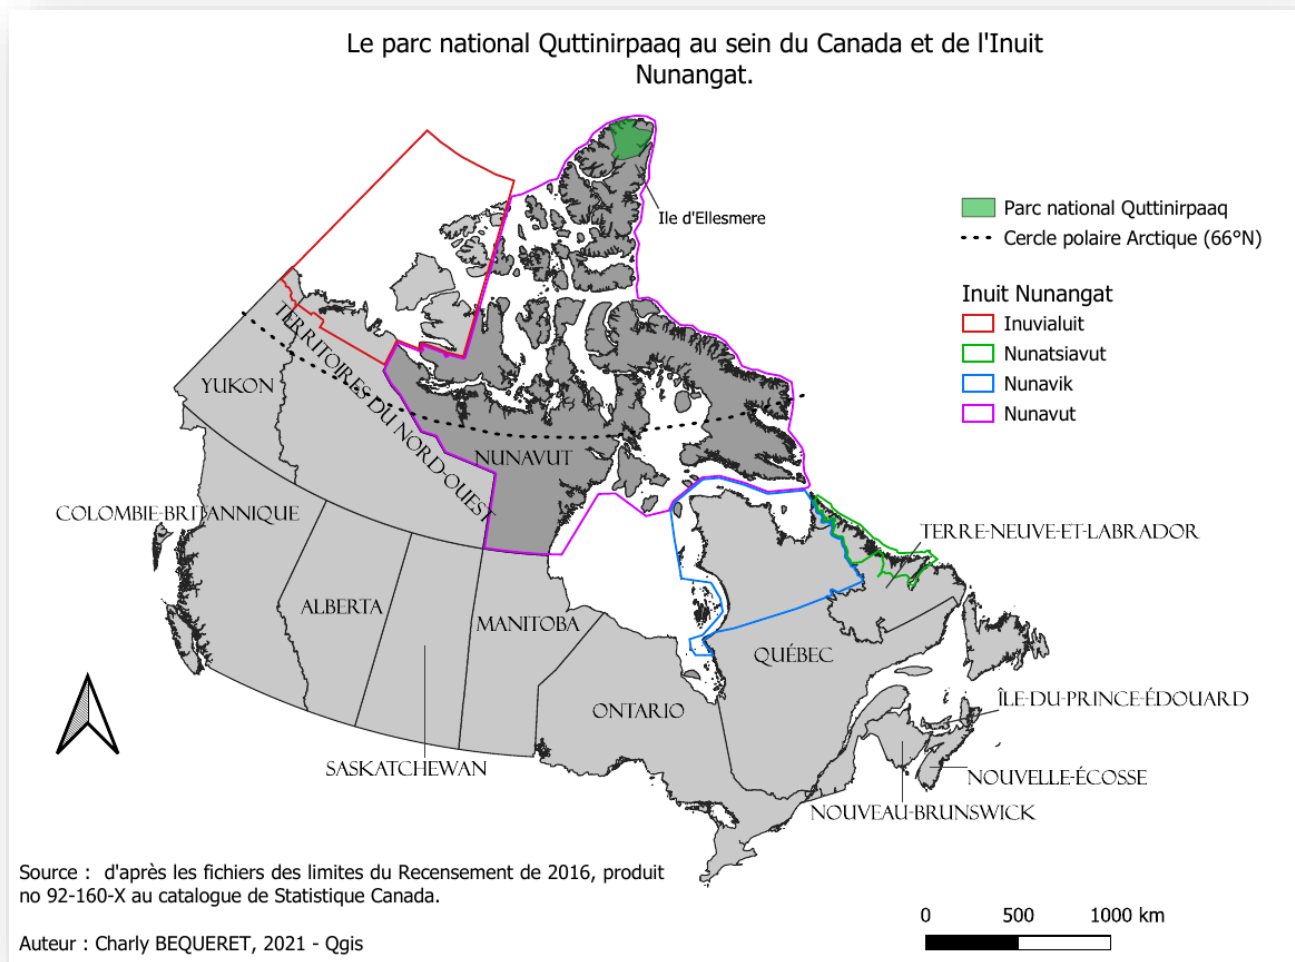 Le parc national Quttinirpaaq au sein du Canada et de l'Inuit
Nunangat.
Ile d'Ellesmere
Parc national Quttinirpaaq
Cercle polaire Arctique (66°N)
Inuit Nunangat
Inuvialuit
Nunatsiavut
Nunavik
Nunavut
TERRITOIRES DU NORD-OUEST
YUKON
NUNAVUT
COLOMBIE-BRITANNIQUE
TERRE-NEUVE-ET-LABRADOR
ALBERTA
MANITOBA
QUÉBEC
ONTARIO
ÎLE-DU-PRINCE-ÉDOUARD
SASKATCHEWAN
NOUVELLE-ÉCOSSE
NOUVEAU-BRUNSWICK
Source : d'après les fichiers des limites du Recensement de 2016, produit
no 92-160-X au catalogue de Statistique Canada.
Auteur : Charly BEQUERET, 2021 - Qgis
0 500 1000 km